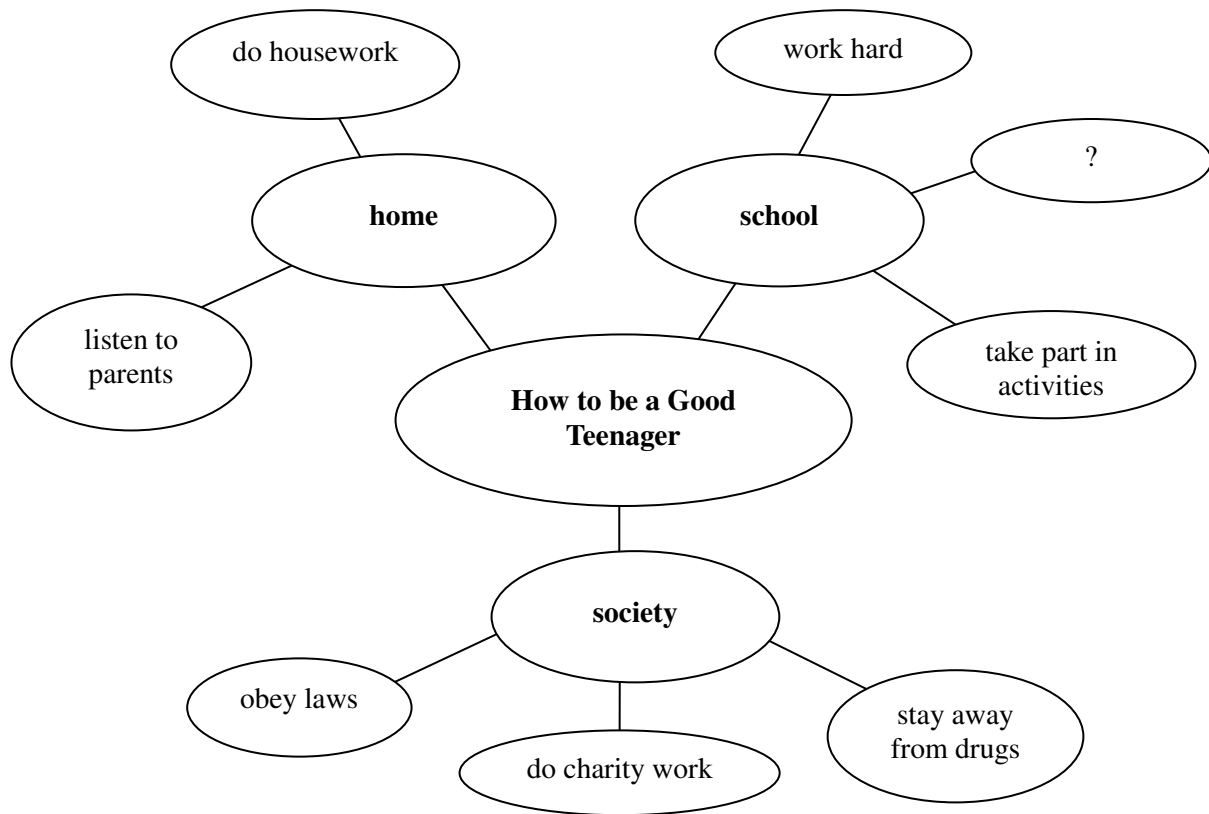 do housework
work hard
?
home
school
listen to
parents
take part in
activities
How to be a Good
Teenager
society
obey laws
stay away
from drugs
do charity work